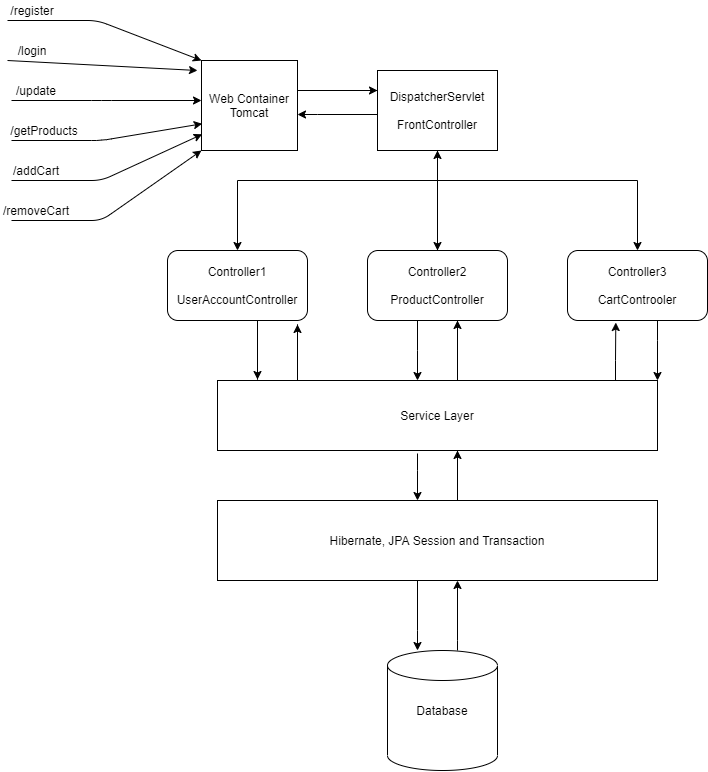 /register
/login
/update
/getProducts
/addCart
/removeCart
Web Container
Tomcat
DispatcherServlet
FrontController
Controller1
UserAccountController
Controller2
ProductController
Controller3
CartControoler
Service Layer
Hibernate, JPA Session and Transaction
Database